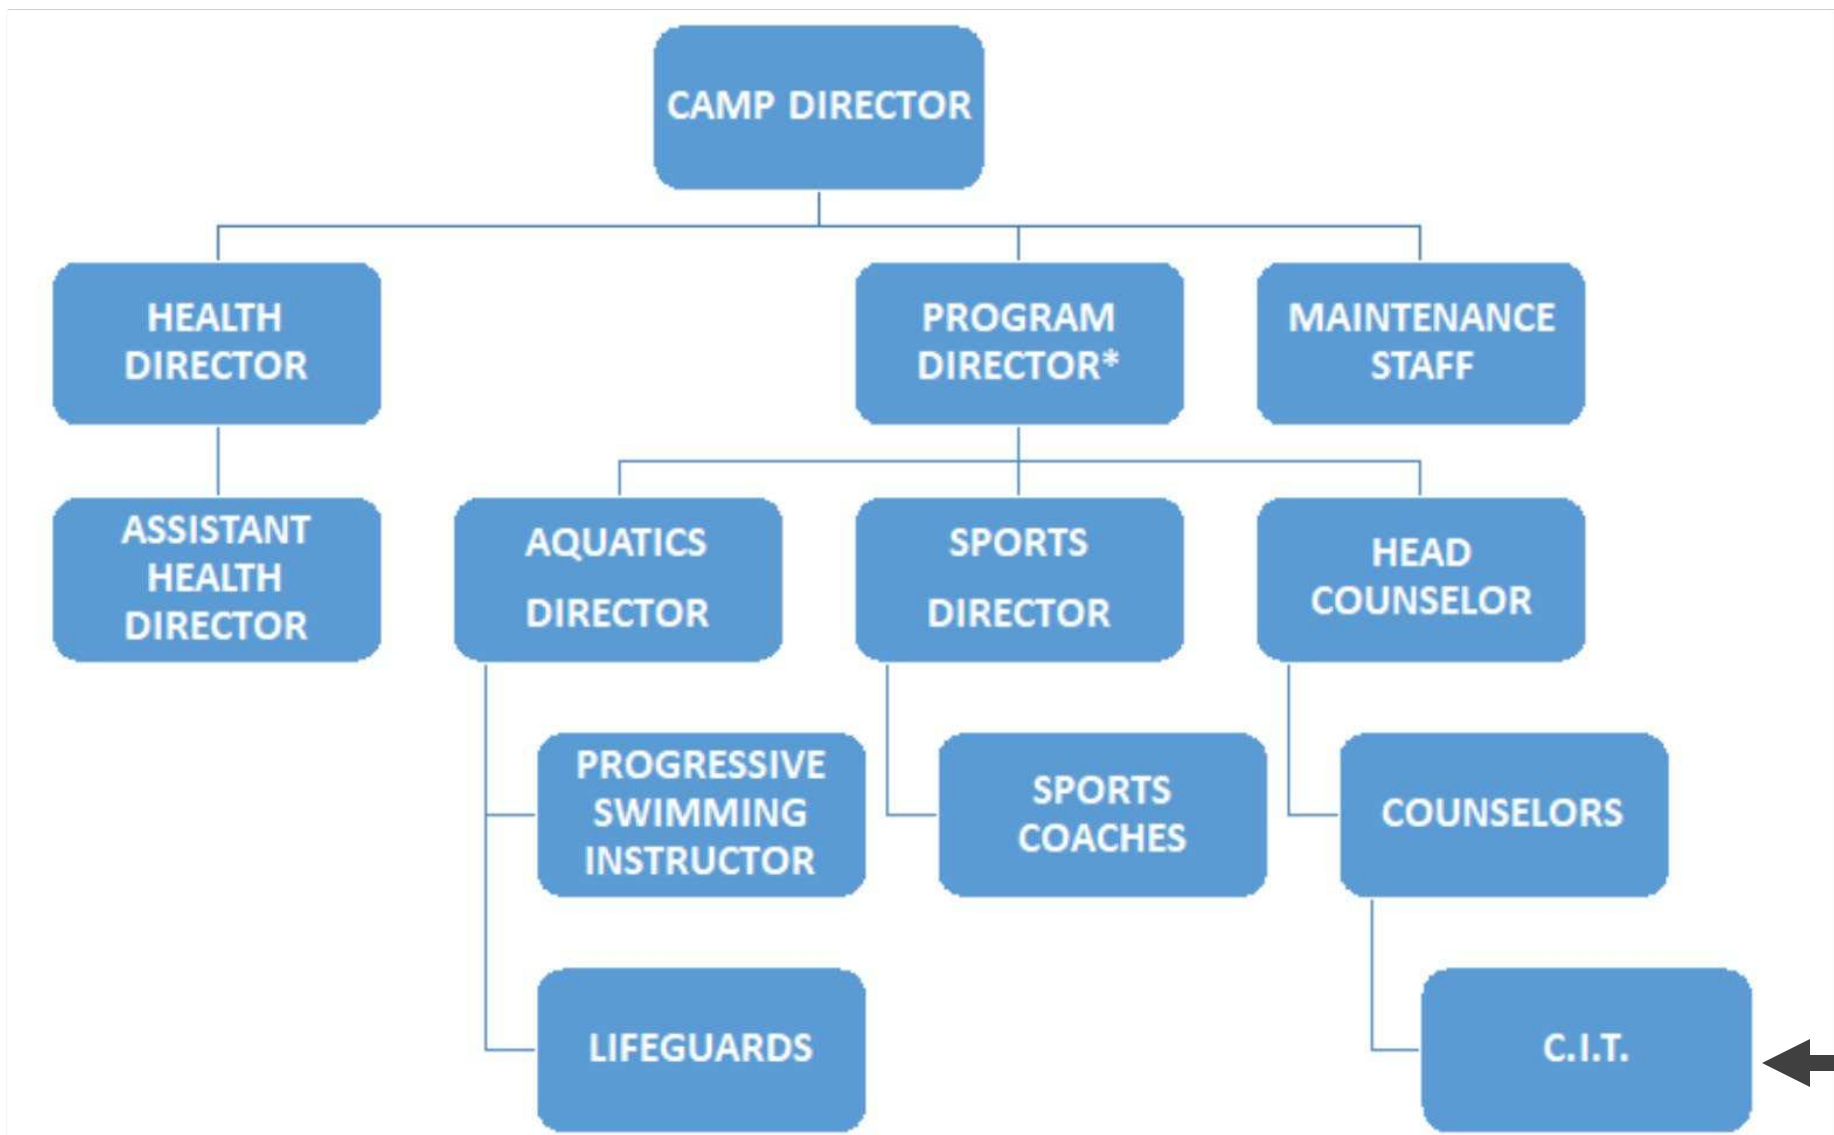 CAMP DIRECTOR
HEALTH
DIRECTOR
PROGRAM
DIRECTOR*
MAINTENANCE
STAFF
ASSISTANT
HEALTH
DIRECTOR
AQUATICS
DIRECTOR
SPORTS
DIRECTOR
HEAD
COUNSELOR
PROGRESSIVE
SWIMMING
INSTRUCTOR
SPORTS
COACHES
COUNSELORS
LIFEGUARDS
C.I.T.